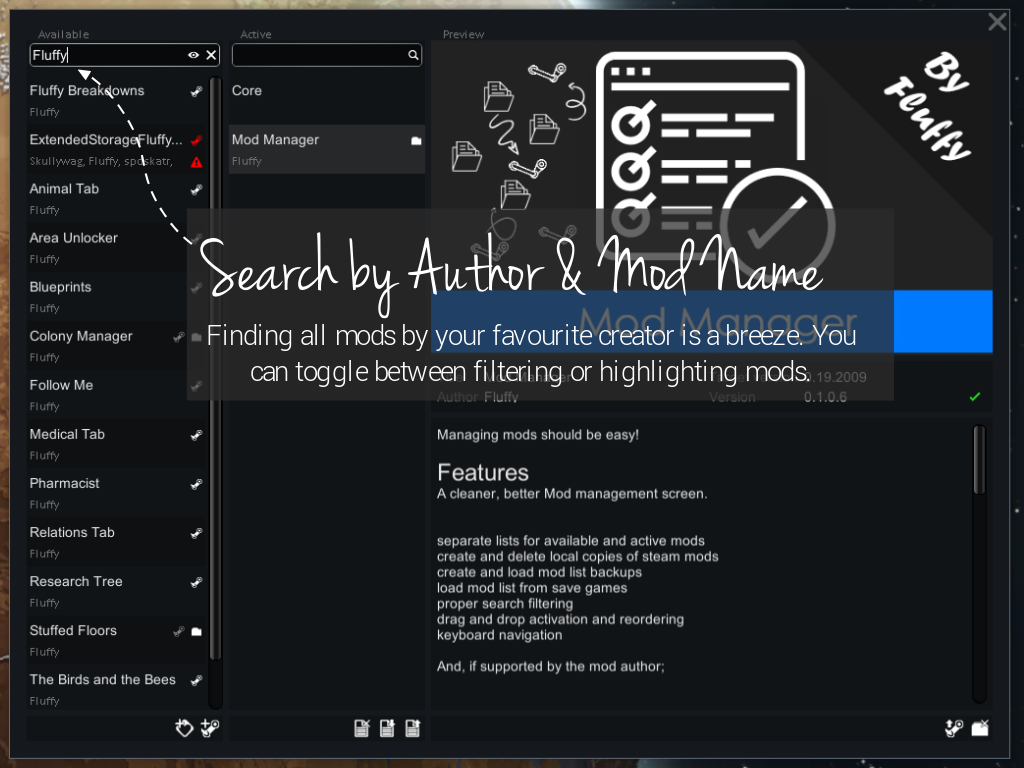 Available
Active
Preview
Fluffy
Fluffy Breakdowns
Fluffy
ExtendedStorageFluffy...
Skullywag, Fluffy, spdskatr,
Animal Tab
Fluffy
Area Unlocker
Fluffy
Blueprints
Fluffy
Colony Manager
Fluffy
Follow Me
Fluffy
Medical Tab
Fluffy
Pharmacist
Fluffy
Relations Tab
Fluffy
Research Tree
Fluffy
Stuffed Floors
Fluffy
The Birds and the Bees
Fluffy
Core
Mod Manager
Fluffy
By
Fluffy
Search by Author & Mod Name
Finding all mods by your favourite creator is a breeze. You
can toggle between filtering or highlighting mods.
Mod Manager
Mod Manager
0.19.2009
Author Fluffy
Version 0.1.0.6
Managing mods should be easy!
Features
A cleaner, better Mod management screen.
separate lists for available and active mods
create and delete local copies of steam mods
create and load mod list backups
load mod list from save games
proper search filtering
drag and drop activation and reordering
keyboard navigation
And, if supported by the mod author;